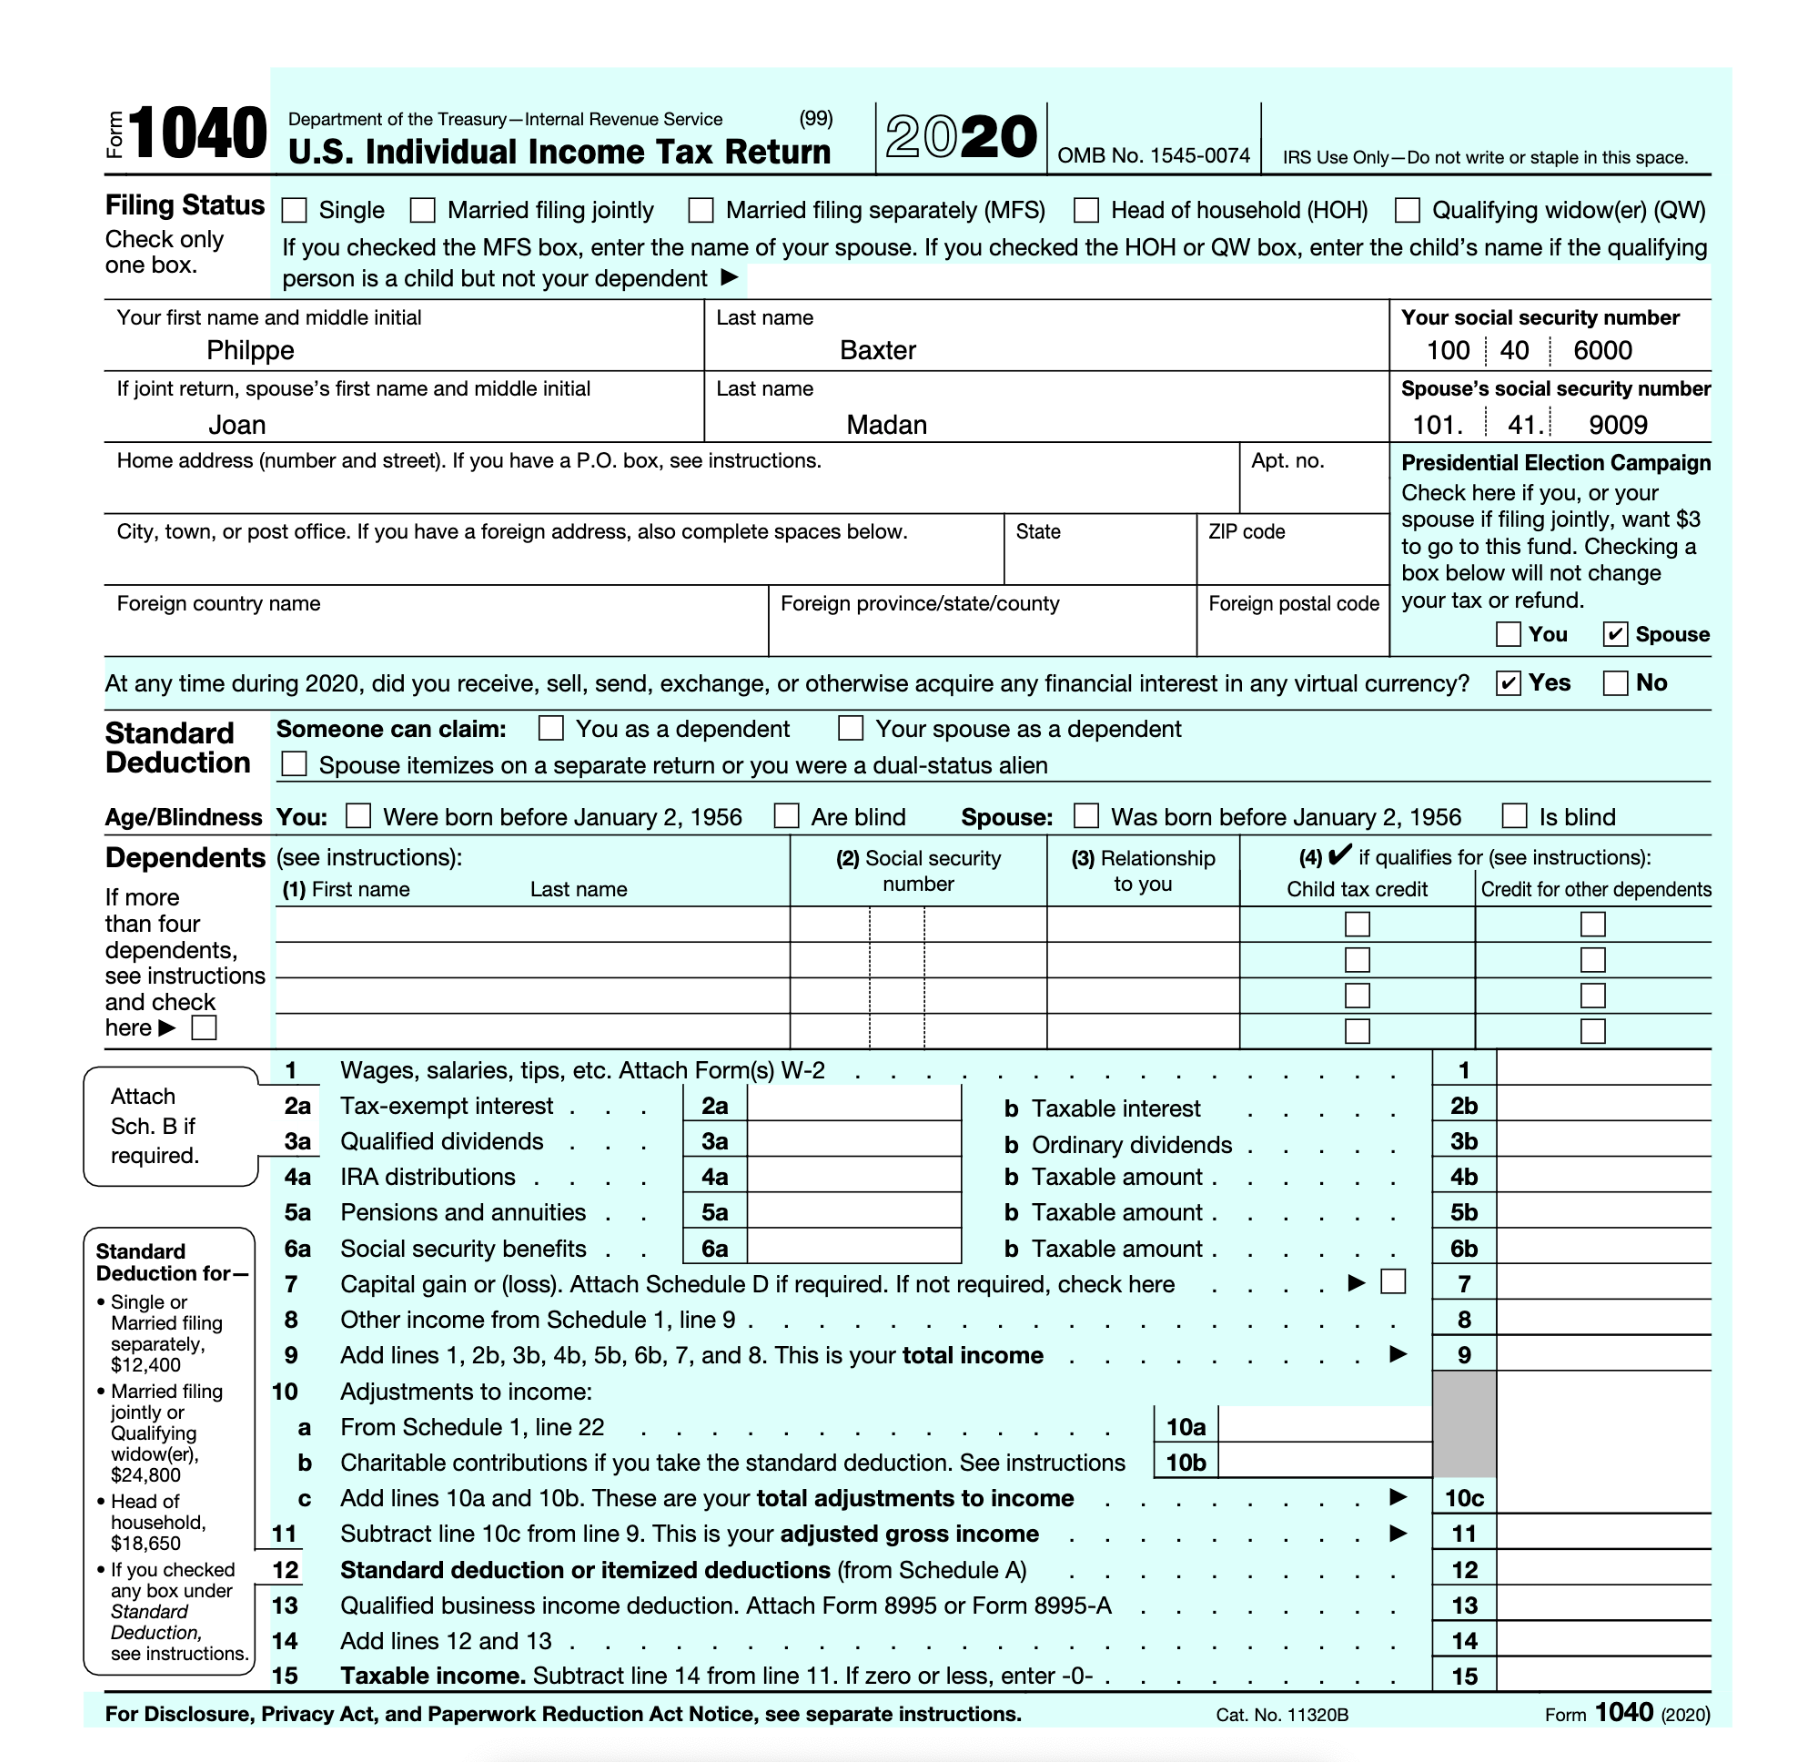 Form 1040 Department of the Treasury—Internal Revenue Service (99) U.S. Individual Income Tax Return 2020 OMB No. 1545-0074 IRS Use Only—Do not write or staple in this space.
Filing Status Single Married filing jointly Married filing separately (MFS) Head of household (HOH) Qualifying widow(er) (QW)
Check only
one box.
If you checked the MFS box, enter the name of your spouse. If you checked the HOH or QW box, enter the child's name if the qualifying
person is a child but not your dependent ▶
Your first name and middle initial Last name Your social security number
Philppe Baxter 100 40 6000
If joint return, spouse's first name and middle initial Last name Spouse's social security number
Joan Madan 101. 41. 9009
Home address (number and street). If you have a P.O. box, see instructions. Apt. no.
City, town, or post office. If you have a foreign address, also complete spaces below. State ZIP code
Foreign country name Foreign province/state/county Foreign postal code
Presidential Election Campaign
Check here if you, or your
spouse if filing jointly, want $3
to go to this fund. Checking a
box below will not change
your tax or refund.
You ✔ Spouse
At any time during 2020, did you receive, sell, send, exchange, or otherwise acquire any financial interest in any virtual currency? ✔ Yes No
Standard
Deduction
Someone can claim: You as a dependent Your spouse as a dependent
Spouse itemizes on a separate return or you were a dual-status alien
Age/Blindness You: Were born before January 2, 1956 Are blind Spouse: Was born before January 2, 1956 Is blind
Dependents (see instructions): (2) Social security number (3) Relationship to you (4) ✔ if qualifies for (see instructions):
(1) First name Last name Child tax credit Credit for other dependents
If more
than four
dependents,
see instructions
and check
here ▶
Attach
Sch. B if
required.
1 Wages, salaries, tips, etc. Attach Form(s) W-2 . . . . . . . . . . . . . . . . 1
2a Tax-exempt interest . . . 2a b Taxable interest . . . . . 2b
3a Qualified dividends . . . 3a b Ordinary dividends . . . . . 3b
4a IRA distributions . . . . 4a b Taxable amount . . . . . . 4b
5a Pensions and annuities . . 5a b Taxable amount . . . . . . 5b
6a Social security benefits . . 6a b Taxable amount . . . . . . 6b
7 Capital gain or (loss). Attach Schedule D if required. If not required, check here . . . . ▶ 7
8 Other income from Schedule 1, line 9 . . . . . . . . . . . . . . . . . . . 8
9 Add lines 1, 2b, 3b, 4b, 5b, 6b, 7, and 8. This is your total income . . . . . . . . . ▶ 9
10 Adjustments to income:
a From Schedule 1, line 22 . . . . . . . . . . . . . . 10a
b Charitable contributions if you take the standard deduction. See instructions 10b
c Add lines 10a and 10b. These are your total adjustments to income . . . . . . . . ▶ 10c
11 Subtract line 10c from line 9. This is your adjusted gross income . . . . . . . . . ▶ 11
12 Standard deduction or itemized deductions (from Schedule A) . . . . . . . . . . 12
13 Qualified business income deduction. Attach Form 8995 or Form 8995-A . . . . . . . . 13
14 Add lines 12 and 13 . . . . . . . . . . . . . . . . . . . . . . . . 14
15 Taxable income. Subtract line 14 from line 11. If zero or less, enter -0- . . . . . . . . . 15
Standard
Deduction for—
• Single or
Married filing
separately,
$12,400
• Married filing
jointly or
Qualifying
widow(er),
$24,800
• Head of
household,
$18,650
• If you checked
any box under
Standard
Deduction,
see instructions.
For Disclosure, Privacy Act, and Paperwork Reduction Act Notice, see separate instructions. Cat. No. 11320B Form 1040 (2020)